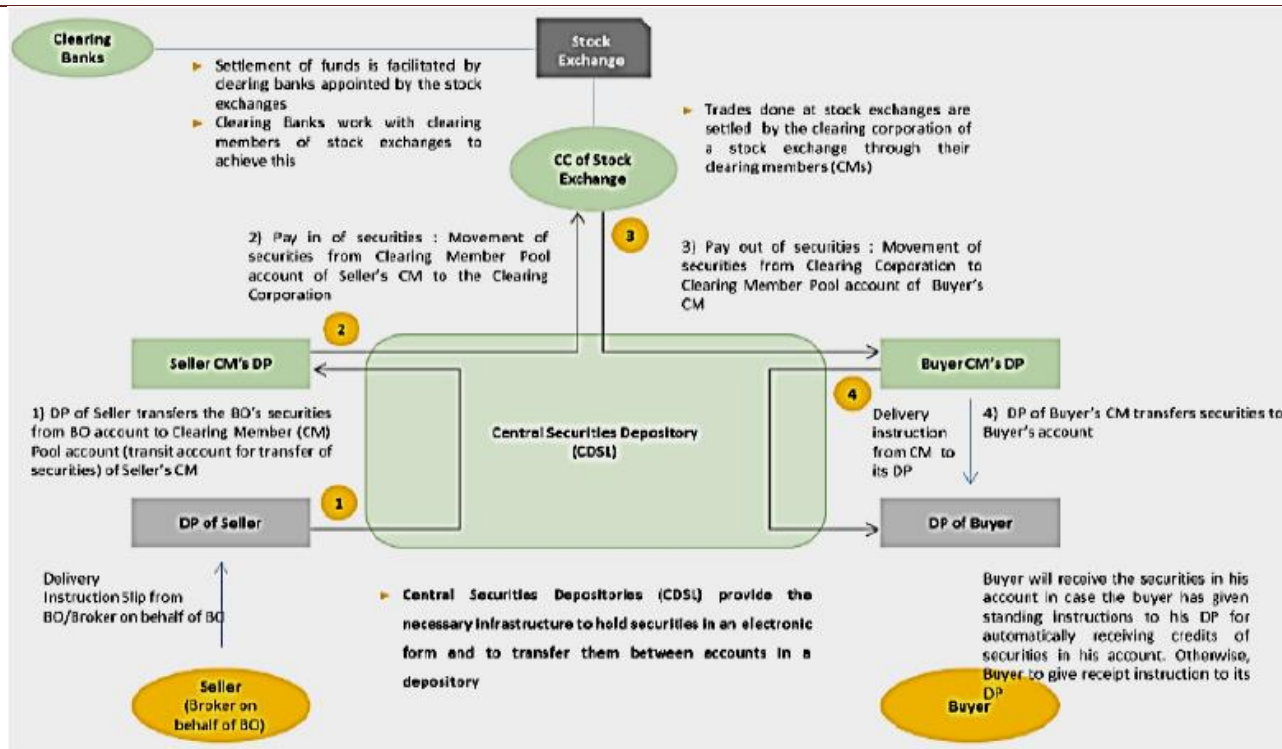 Clearing
Banks
Stock
Exchange
► Settlement of funds is facilitated by
clearing banks appointed by the stock
exchanges
► Clearing Banks work with clearing
members of stock exchanges to
achieve this
► Trades done at stock exchanges are
settled by the clearing corporation of
a stock exchange through their
clearing members (CMs)
CC of Stock
Exchange
2) Pay in of securities : Movement of
securities from Clearing Member Pool
account of Seller's CM to the Clearing
Corporation
3
3) Pay out of securities : Movement of
securities from Clearing Corporation to
Clearing Member Pool account of Buyer's
CM
2
Seller CM's DP
Buyer CM's DP
1) DP of Seller transfers the BO's securities
from BO account to Clearing Member (CM)
Pool account (transit account for transfer of
securities) of Seller's CM
Central Securities Depository
(CDSL)
4
Delivery
instruction
from CM to
its DP
4) DP of Buyer's CM transfers securities to
Buyer's account
1
DP of Seller
DP of Buyer
Delivery
Instruction Slip from
BO/Broker on behalf of BO
► Central Securities Depositories (CDSL) provide the
necessary infrastructure to hold securities in an electronic
form and to transfer them between accounts in a
depository
Buyer will receive the securities in his
account in case the buyer has given
standing instructions to his DP for
automatically receiving credits of
securities in his account. Otherwise,
Buyer to give receipt instruction to its
DP
Seller
(Broker on
behalf of BO)
Buyer